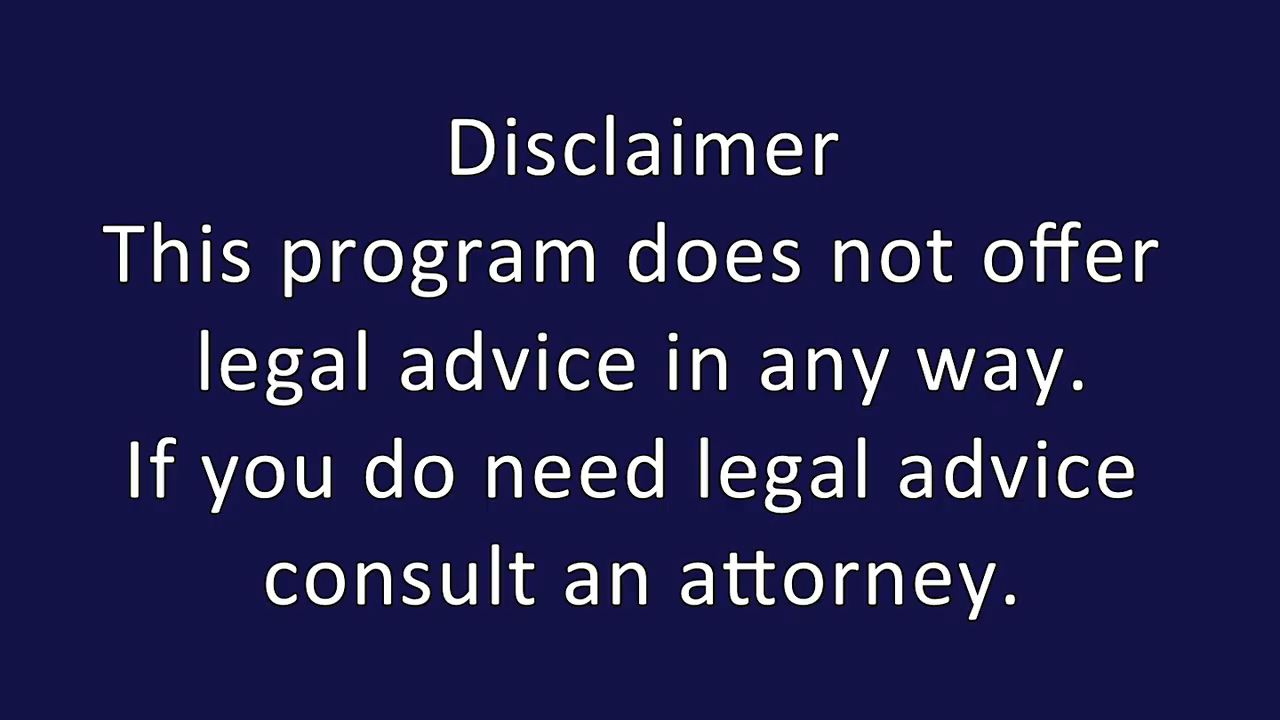 Disclaimer
This program does not offer
legal advice in any way.
If you do need legal advice
consult an attorney.